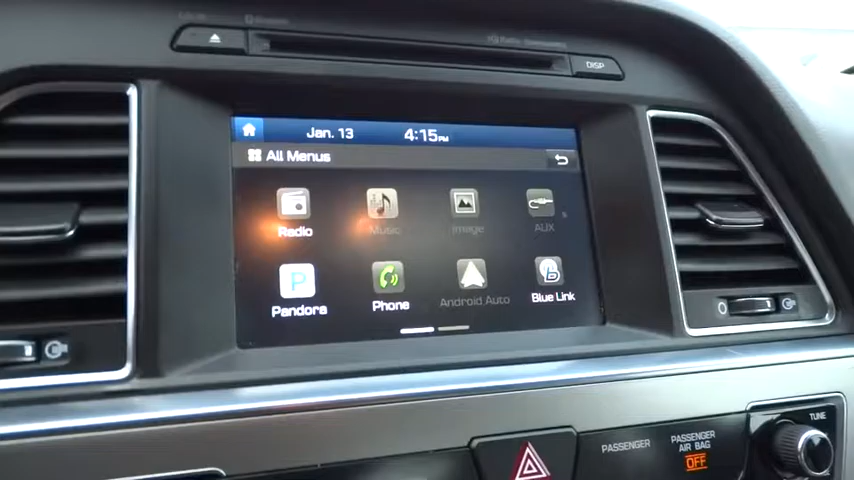 DISP
Jan. 13 4:15PM
All Menus
Radio Music Image AUX
P
Pandora Phone Android Auto Blue Link
PASSENGER
PASSENGER
AIR BAG
OFF
TUNE